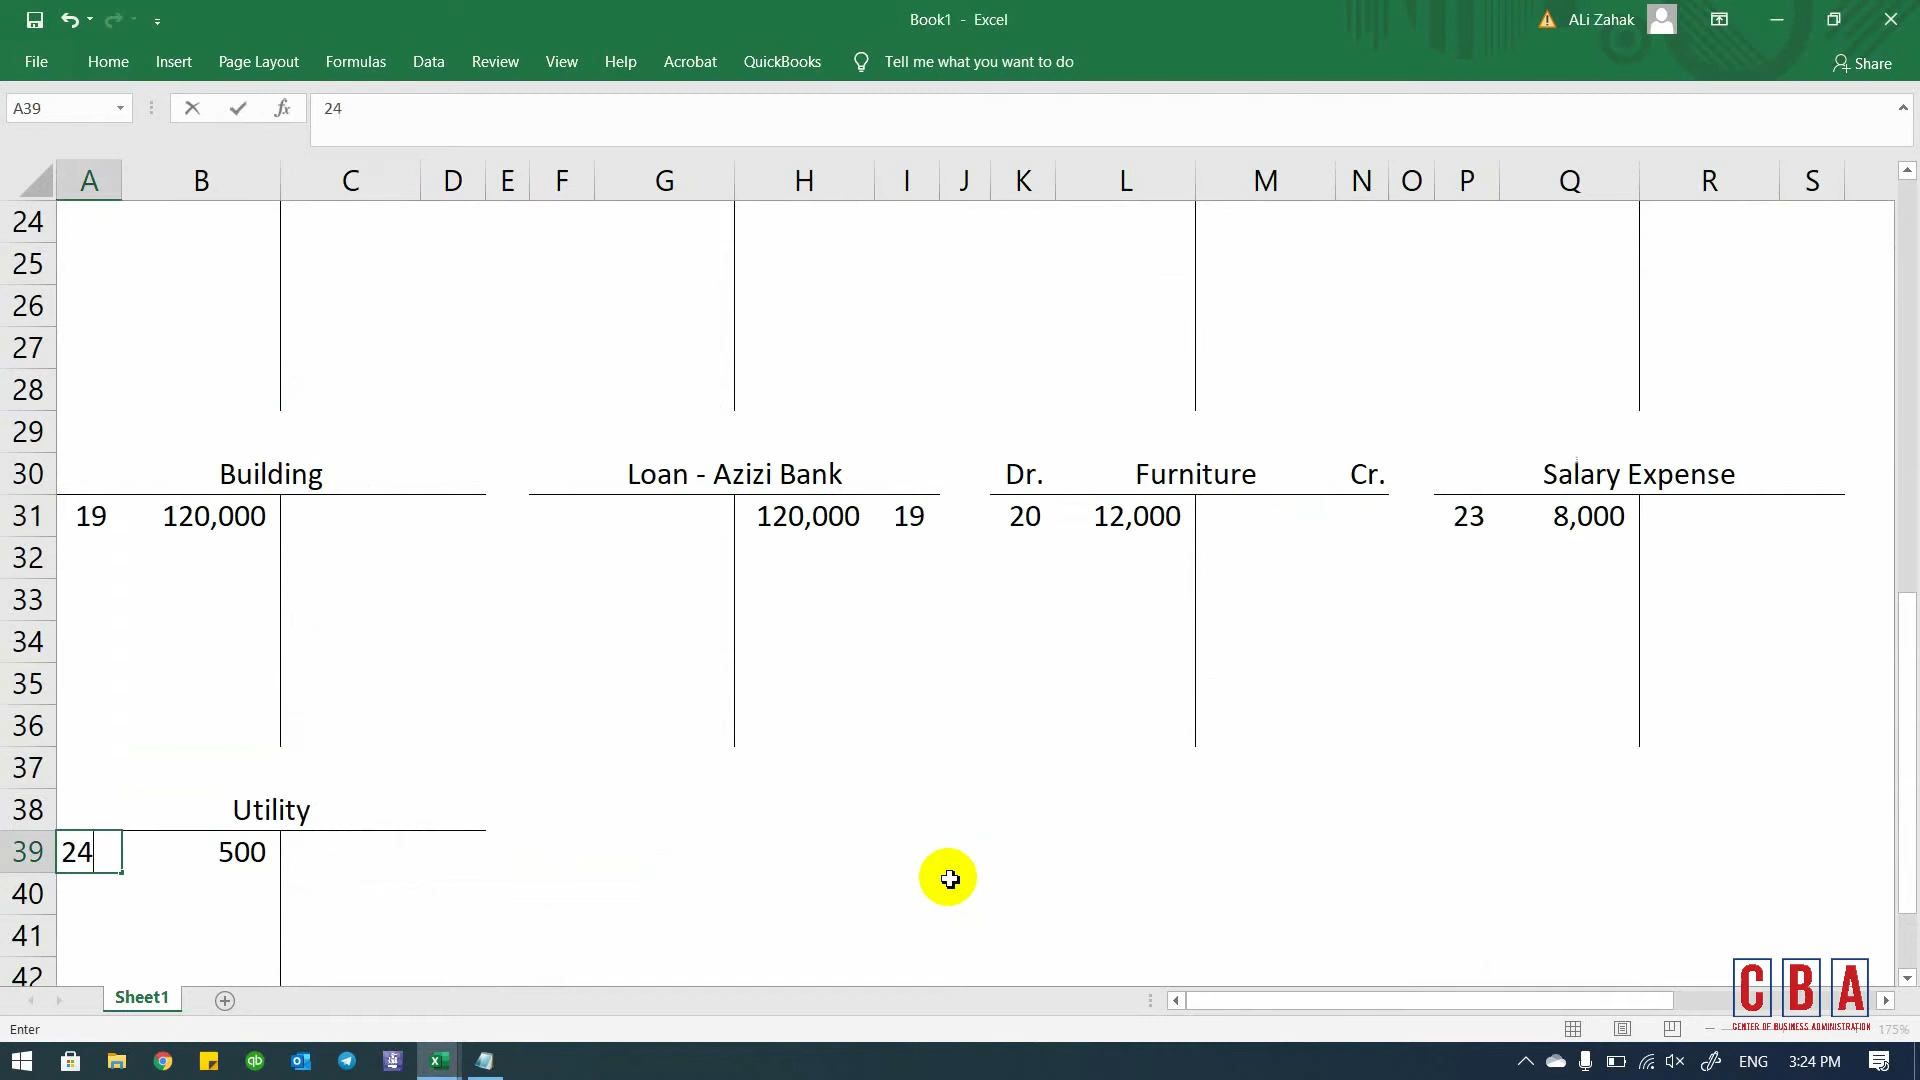 Book1 - Excel
ALi Zahak
File Home Insert Page Layout Formulas Data Review View Help Acrobat QuickBooks Tell me what you want to do Share
A39 fx 24
A B C D E F G H I J K L M N O P Q R S
24
25
26
27
28
29
30 Building Loan - Azizi Bank Dr. Furniture Cr. Salary Expense
31 19 120,000 120,000 19 20 12,000 23 8,000
32
33
34
35
36
37
38 Utility
39 24 500
40
41
42
Sheet1
CBA
CENTER OF BUSINESS ADMINISTRATION
Enter 175%
qb ENG 3:24 PM